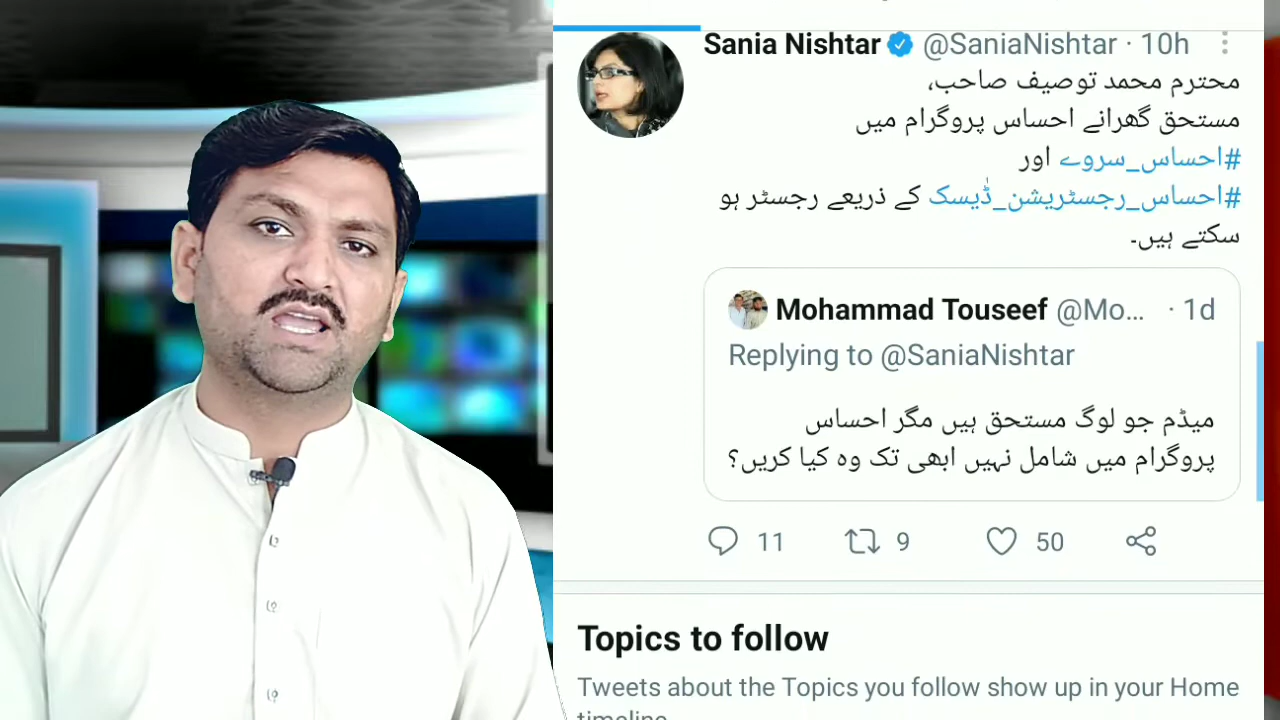 Sania Nishtar @SaniaNishtar · 10h
محترم محمد توصیف صاحب،
مستحق گھرانے احساس پروگرام میں
#احساس_سروے اور
#احساس_رجسٹریشن_ڈٰیسک کے ذریعے رجسٹر ہو
سکتے ہیں۔
Mohammad Touseef @Mo... · 1d
Replying to @SaniaNishtar
میڈم جو لوگ مستحق ہیں مگر احساس
پروگرام میں شامل نہیں ابھی تک وہ کیا کریں؟
11 9 50
Topics to follow
Tweets about the Topics you follow show up in your Home
timeline